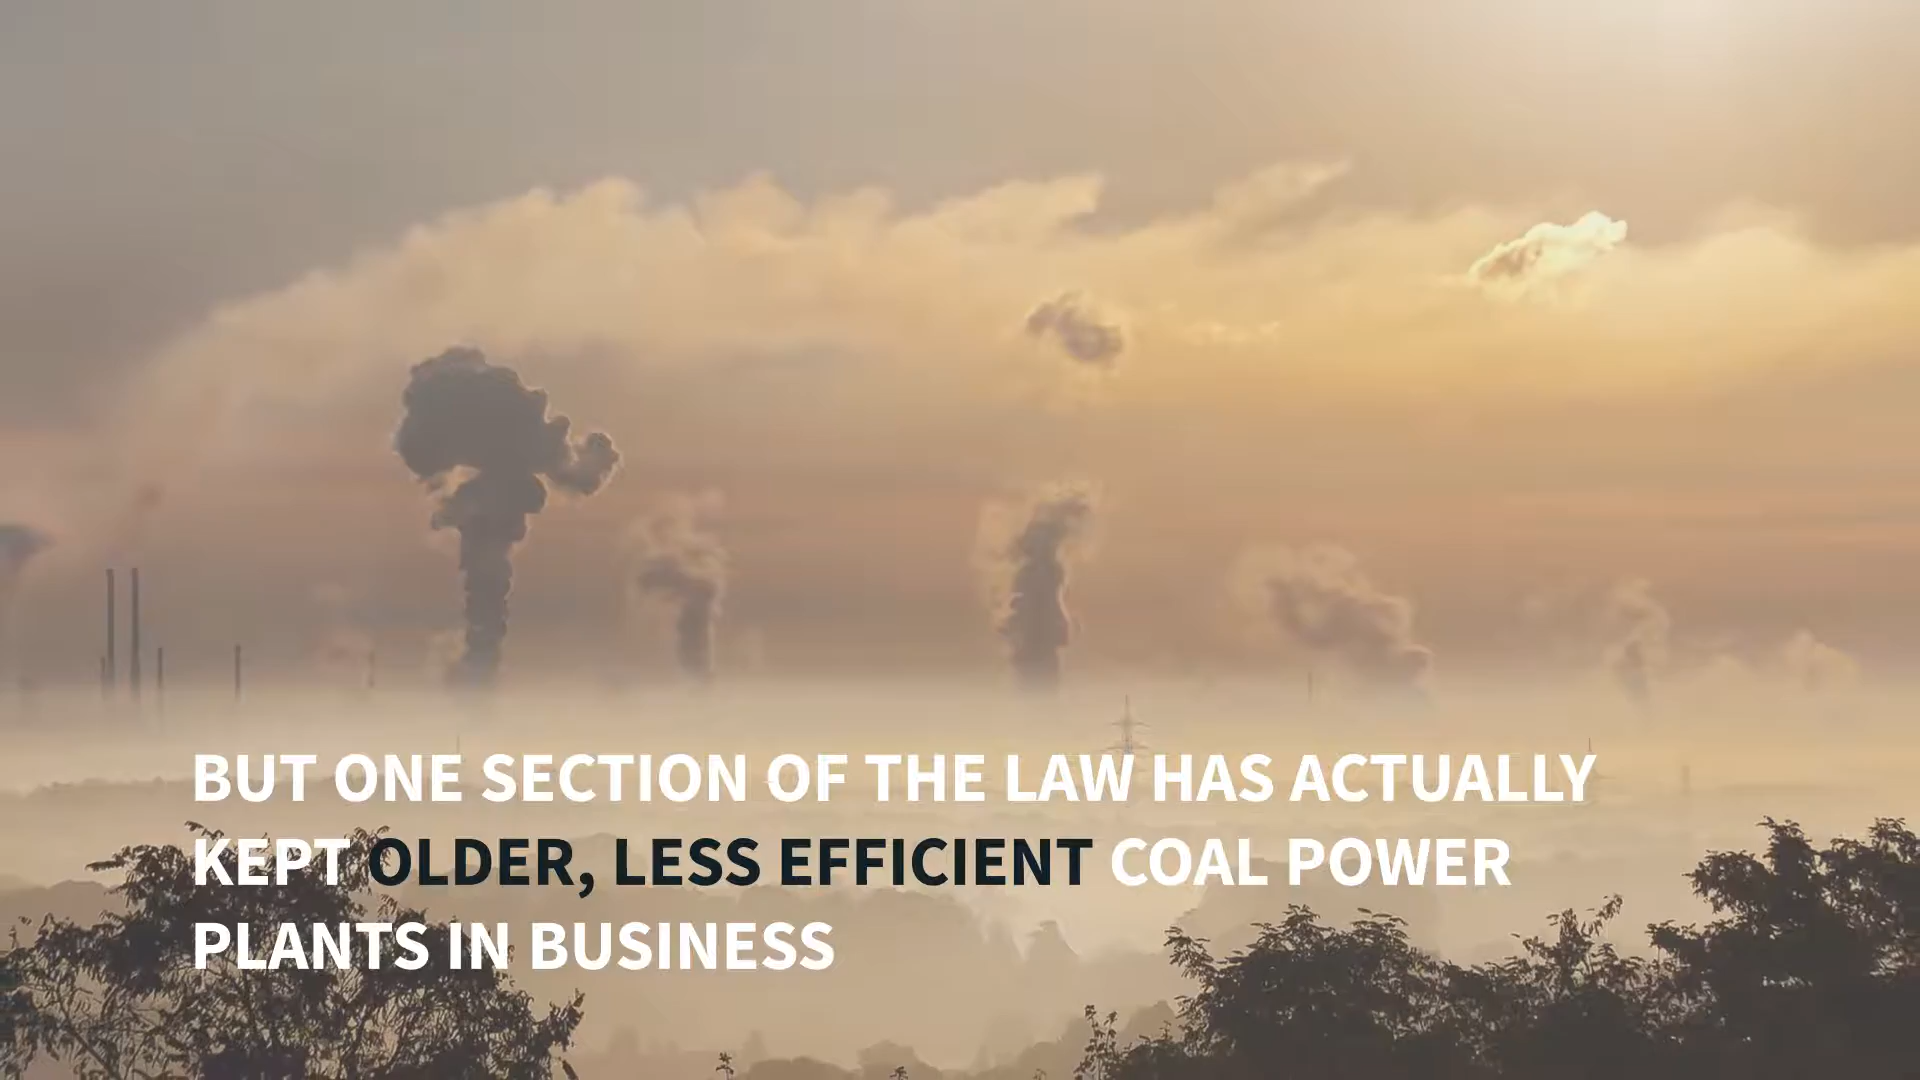 BUT ONE SECTION OF THE LAW HAS ACTUALLY
KEPT OLDER, LESS EFFICIENT COAL POWER
PLANTS IN BUSINESS